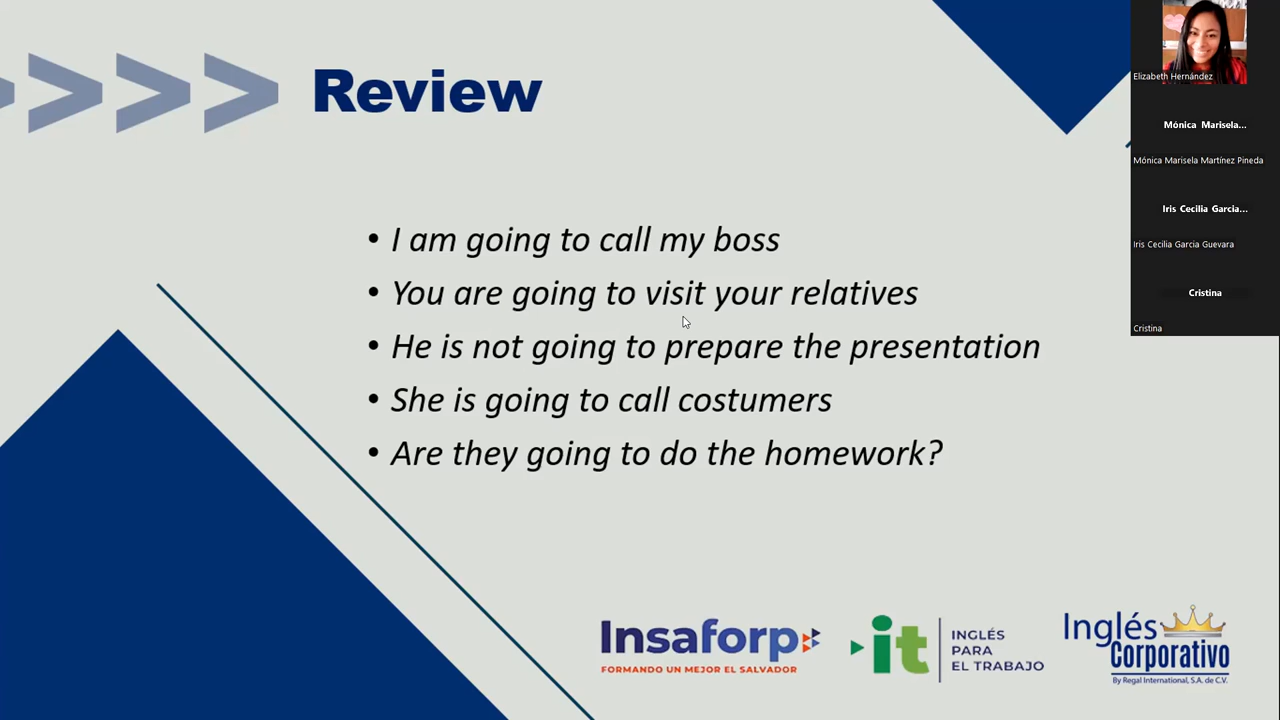 Review
• I am going to call my boss
• You are going to visit your relatives
• He is not going to prepare the presentation
• She is going to call costumers
• Are they going to do the homework?
Elizabeth Hernández
Mónica Marisela...
Mónica Marisela Martínez Pineda
Iris Cecilia Garcia...
Iris Cecilia Garcia Guevara
Cristina
Cristina
Insaforp
FORMANDO UN MEJOR EL SALVADOR
it
INGLÉS
PARA
EL TRABAJO
Inglés
Corporativo
By Regal International, S.A. de C.V.